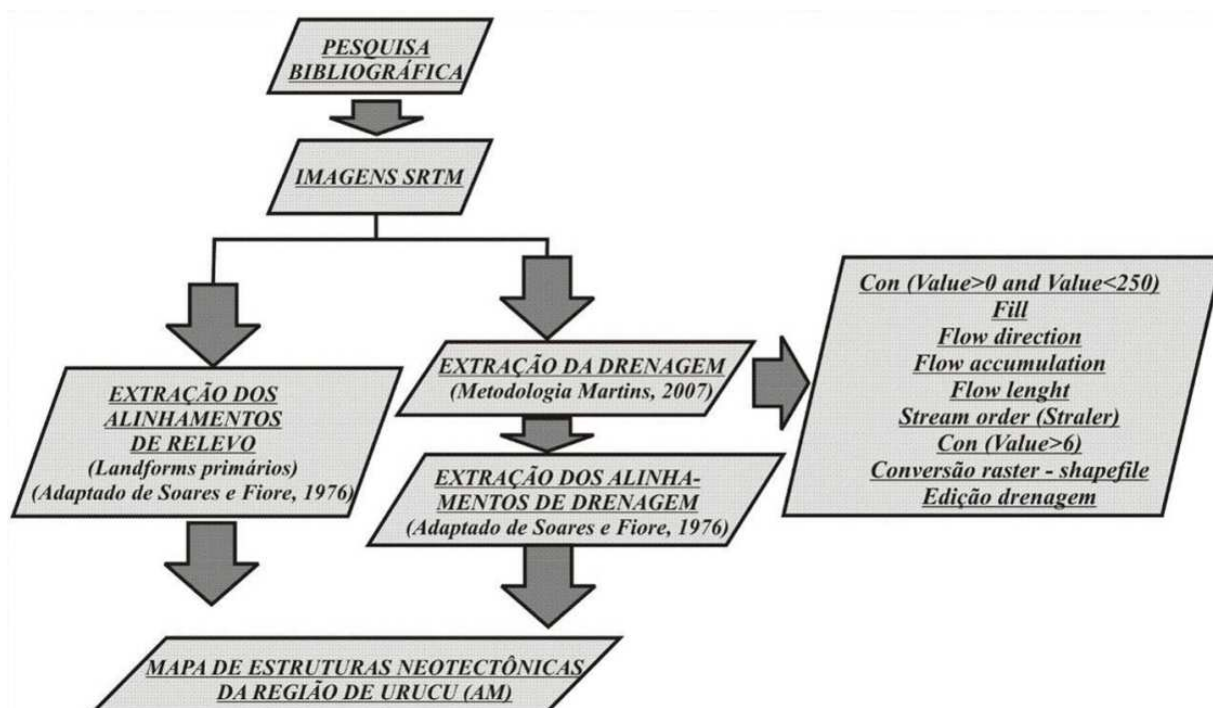 PESQUISA
BIBLIOGRÁFICA
IMAGENS SRTM
EXTRAÇÃO DOS
ALINHAMENTOS
DE RELEVO
(Landforms primários)
(Adaptado de Soares e Fiore, 1976)
EXTRAÇÃO DA DRENAGEM
(Metodologia Martins, 2007)
EXTRAÇÃO DOS ALINHA-
MENTOS DE DRENAGEM
(Adaptado de Soares e Fiore, 1976)
Con (Value>0 and Value<250)
Fill
Flow direction
Flow accumulation
Flow lenght
Stream order (Straler)
Con (Value>6)
Conversão raster - shapefile
Edição drenagem
MAPA DE ESTRUTURAS NEOTECTÔNICAS
DA REGIÃO DE URUCU (AM)